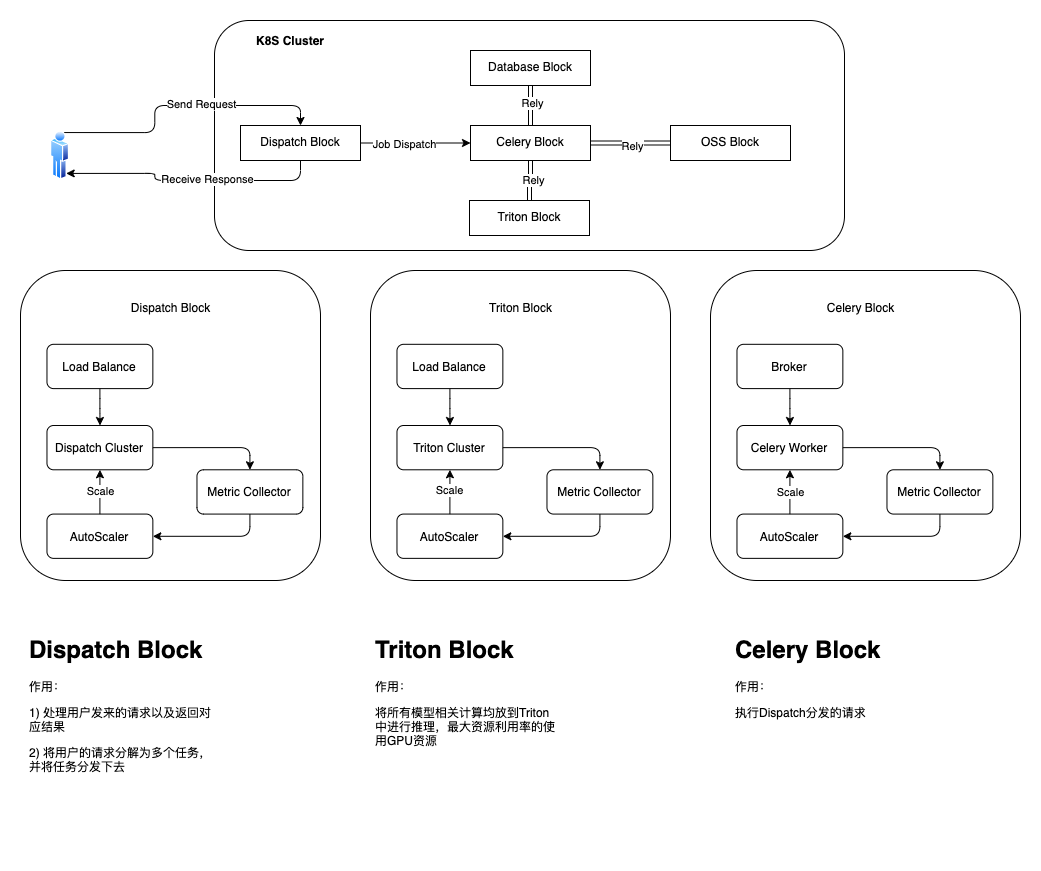 K8S Cluster
Database Block
Rely
Send Request
Dispatch Block
Job Dispatch
Celery Block
Rely
OSS Block
Receive Response
Rely
Triton Block
Dispatch Block
Load Balance
Dispatch Cluster
Scale
Metric Collector
AutoScaler
Triton Block
Load Balance
Triton Cluster
Scale
Metric Collector
AutoScaler
Celery Block
Broker
Celery Worker
Scale
Metric Collector
AutoScaler
Dispatch Block
作用：
1) 处理用户发来的请求以及返回对
应结果
2) 将用户的请求分解为多个任务，
并将任务分发下去
Triton Block
作用：
将所有模型相关计算均放到Triton
中进行推理，最大资源利用率的使
用GPU资源
Celery Block
作用：
执行Dispatch分发的请求